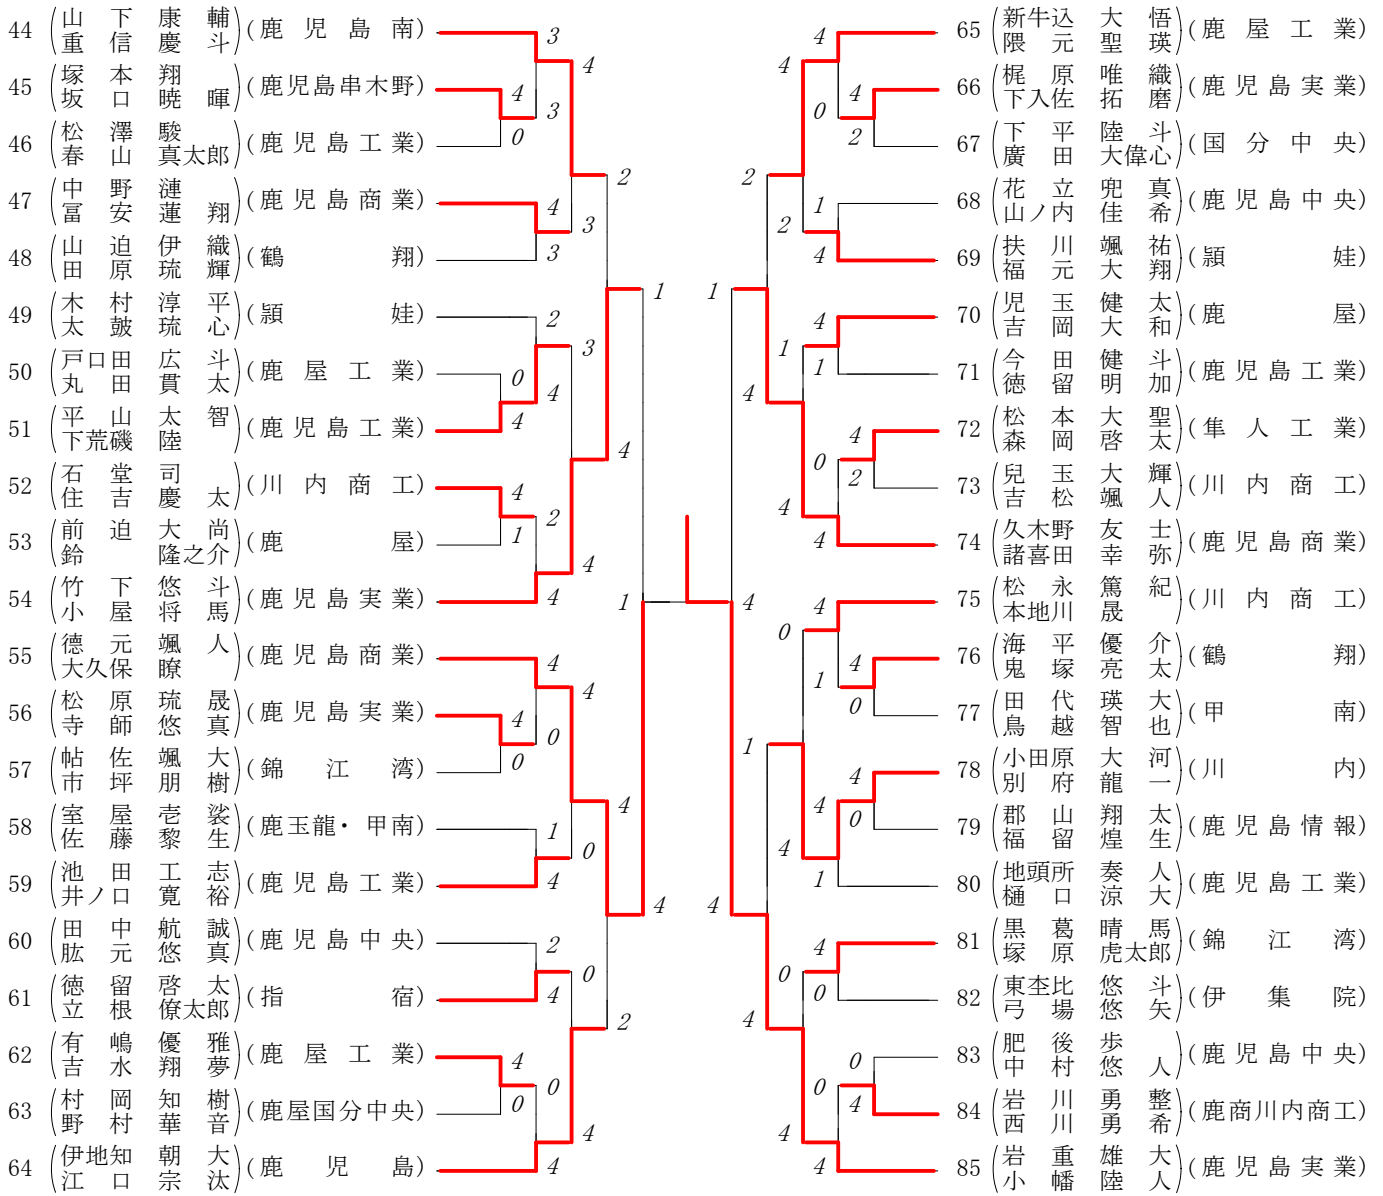 44 山下康輔 重信慶斗 (鹿児島南)
45 塚本翔 坂口暁暉 (鹿児島串木野)
46 松澤駿 春山真太郎 (鹿児島工業)
47 中野漣 冨安蓮翔 (鹿児島商業)
48 山迫伊織 田原琉輝 (鶴翔)
49 木村淳平 太皷琉心 (頴娃)
50 戸口田広斗 丸田貫太 (鹿屋工業)
51 平山太智 下荒磯陸 (鹿児島工業)
52 石堂司 住吉慶太 (川内商工)
53 前迫大尚 鈴隆之介 (鹿屋)
54 竹下悠斗 小屋将馬 (鹿児島実業)
55 德元颯人 大久保瞭 (鹿児島商業)
56 松原琉晟 寺師悠真 (鹿児島実業)
57 帖佐颯大 市坪朋樹 (錦江湾)
58 室屋壱袈 佐藤黎生 (鹿玉龍・甲南)
59 池田工志 井ノ口寛裕 (鹿児島工業)
60 田中航誠 肱元悠真 (鹿児島中央)
61 徳留啓太 立根僚太郎 (指宿)
62 有嶋優雅 吉水翔夢 (鹿屋工業)
63 村岡知樹 野村華音 (鹿屋国分中央)
64 伊地知朝大 江口宗汰 (鹿児島)
3 4 3 4 0 2 4 3 3 1 2 3 0 4 4 4 4 2 1 4 4 1
4 4 4 0 0 4 1 0 4 4 2 0 4 2 4 0 0 4 4
65 新牛込大悟 隈元聖瑛 (鹿屋工業)
66 梶原唯織 下入佐拓磨 (鹿児島実業)
67 下平陸斗 廣田大偉心 (国分中央)
68 花立兜真 山ノ内佳希 (鹿児島中央)
69 扶川颯祐 福元大翔 (頴娃)
70 児玉健太 吉岡大和 (鹿屋)
71 今田健斗 徳留明加 (鹿児島工業)
72 松本大聖 森岡啓太 (隼人工業)
73 兒玉大輝 吉松颯人 (川内商工)
74 久木野友士 諸喜田幸弥 (鹿児島商業)
75 松永篤紀 本地川晟 (川内商工)
76 海平優介 鬼塚亮太 (鶴翔)
77 田代瑛大 鳥越智也 (甲南)
78 小田原大河 別府龍一 (川内)
79 郡山翔太 福留煌生 (鹿児島情報)
80 地頭所奏人 樋口涼大 (鹿児島工業)
81 黒葛晴馬 塚原虎太郎 (錦江湾)
82 東杢比悠斗 弓場悠矢 (伊集院)
83 肥後歩 中村悠人 (鹿児島中央)
84 岩川勇整 西川勇希 (鹿商川内商工)
85 岩重雄大 小幡陸人 (鹿児島実業)
4 4 0 4 2 2 1 2 4 1 4 1 1 4 4 0 2 4 4 4
4 0 4 1 0 1 4 4 0 4 1 4 4 0 0 4 0 0 4 4